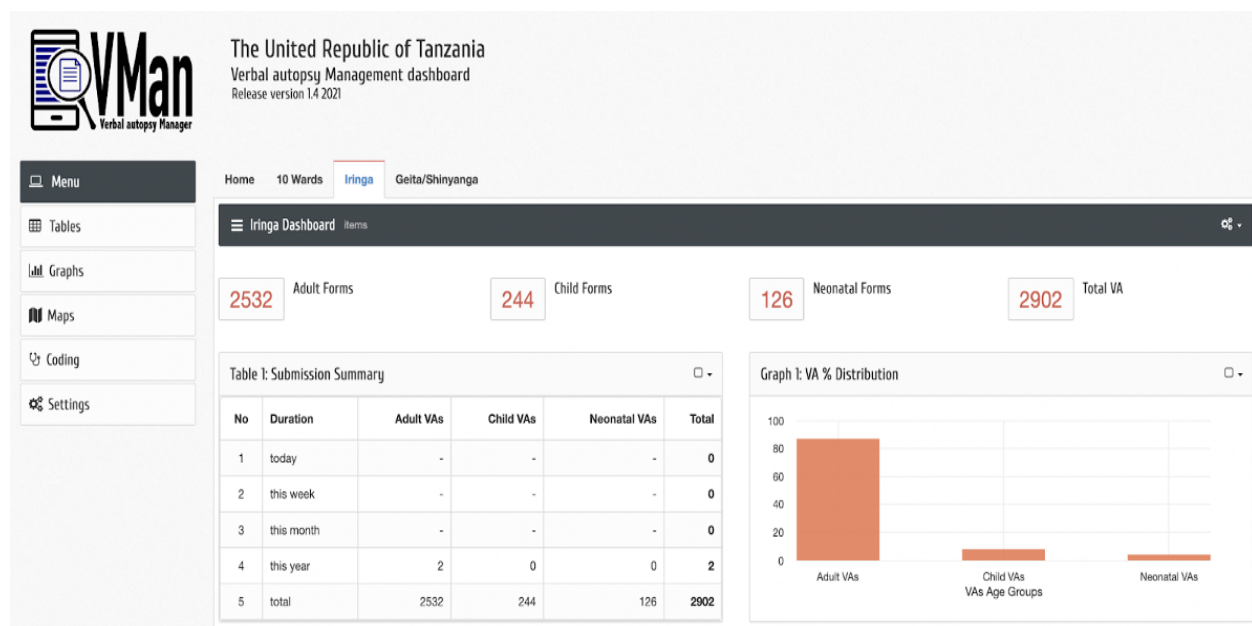 VMan
Verbal autopsy Manager
The United Republic of Tanzania
Verbal autopsy Management dashboard
Release version 1.4 2021
Menu
Tables
Graphs
Maps
Coding
Settings
Home 10 Wards Iringa Geita/Shinyanga
Iringa Dashboard items
2532 Adult Forms 244 Child Forms 126 Neonatal Forms 2902 Total VA
Table 1: Submission Summary
No Duration Adult VAs Child VAs Neonatal VAs Total
1 today - - - 0
2 this week - - - 0
3 this month - - - 0
4 this year 2 0 0 2
5 total 2532 244 126 2902
Graph 1: VA % Distribution
100
80
60
40
20
0
Adult VAs Child VAs Neonatal VAs
VAs Age Groups